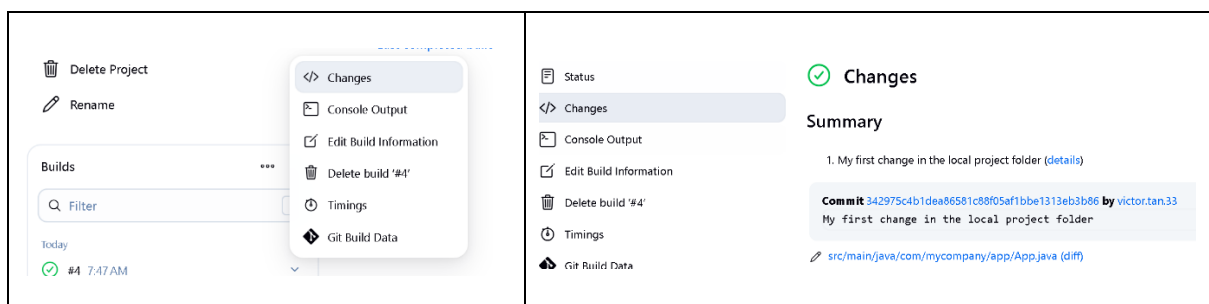 Last completed build
Delete Project
Rename
Builds
Filter
Today
#4 7:47 AM
</> Changes
Console Output
Edit Build Information
Delete build '#4'
Timings
Git Build Data
Status
</> Changes
Console Output
Edit Build Information
Delete build '#4'
Timings
Git Build Data
Changes
Summary
1. My first change in the local project folder (details)
Commit 342975c4b1dea86581c88f05af1bbe1313eb3b86 by victor.tan.33
My first change in the local project folder
src/main/java/com/mycompany/app/App.java (diff)